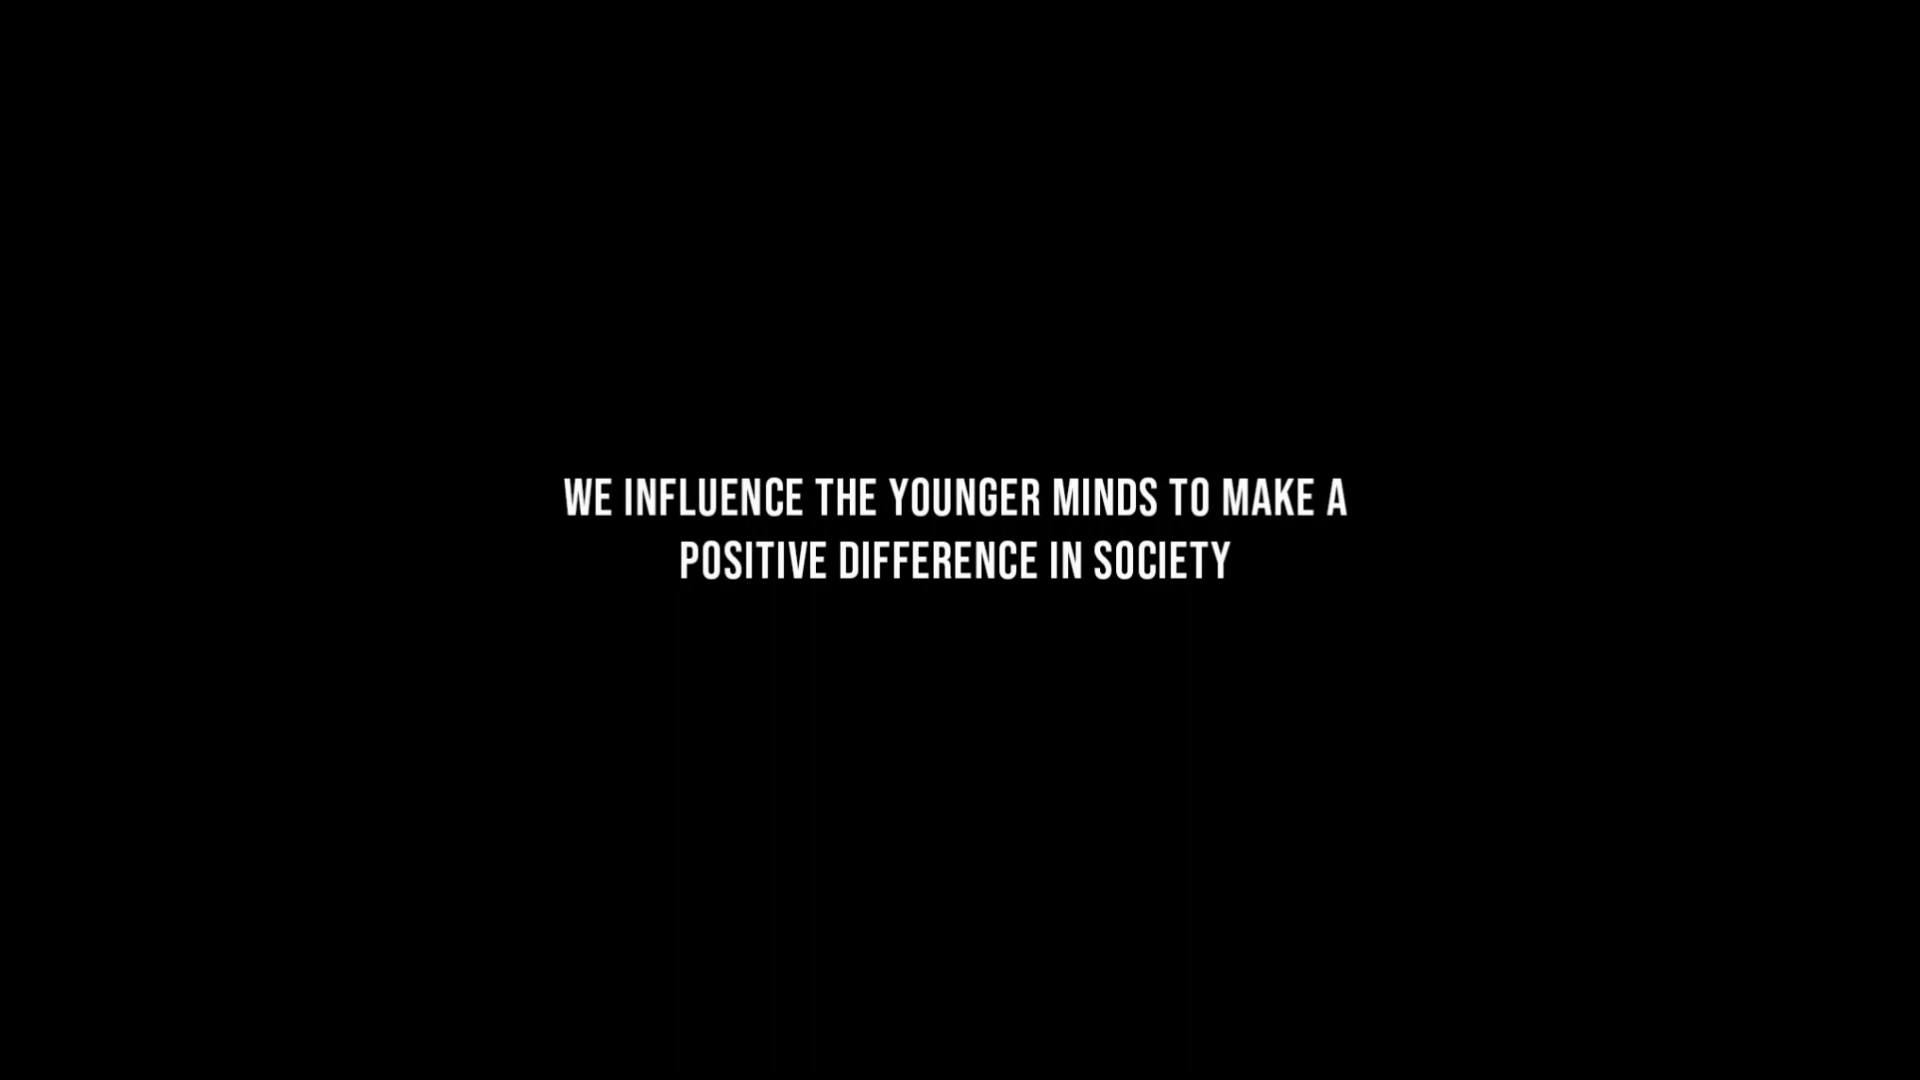 WE INFLUENCE THE YOUNGER MINDS TO MAKE A
POSITIVE DIFFERENCE IN SOCIETY